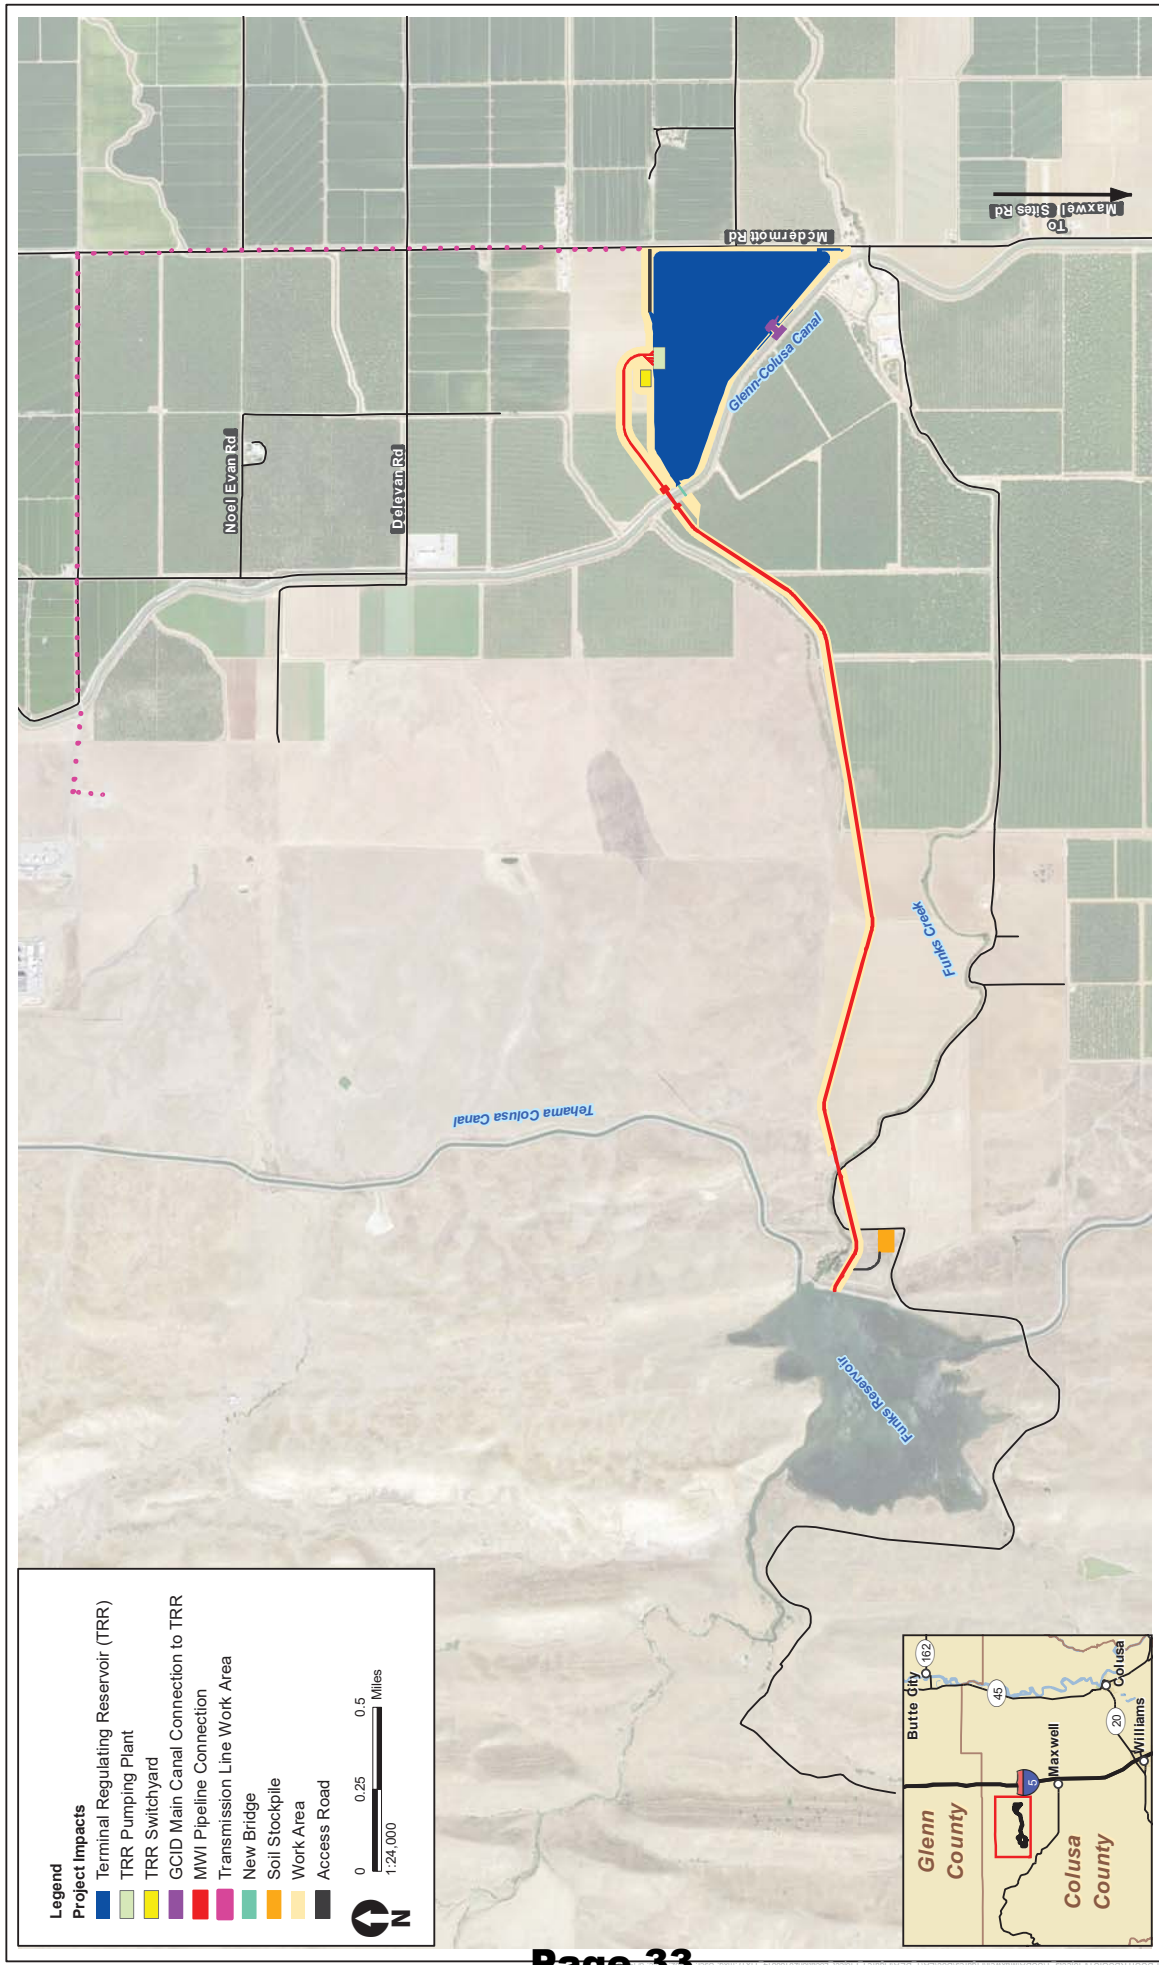 To
Maxwel Sites Rd
Mcdermott Rd
Glenn-Colusa Canal
Noel Evan Rd
Delevan Rd
Funks Creek
Tehama Colusa Canal
Funks Reservoir
Legend
Project Impacts
Terminal Regulating Reservoir (TRR)
TRR Pumping Plant
TRR Switchyard
GCID Main Canal Connection to TRR
MWI Pipeline Connection
Transmission Line Work Area
New Bridge
Soil Stockpile
Work Area
Access Road
0 0.25 0.5
Miles
1:24,000
N
Butte City
162
45
Glenn
County
Colusa
County
5
Maxwell
20
Colusa
Williams
Page 33